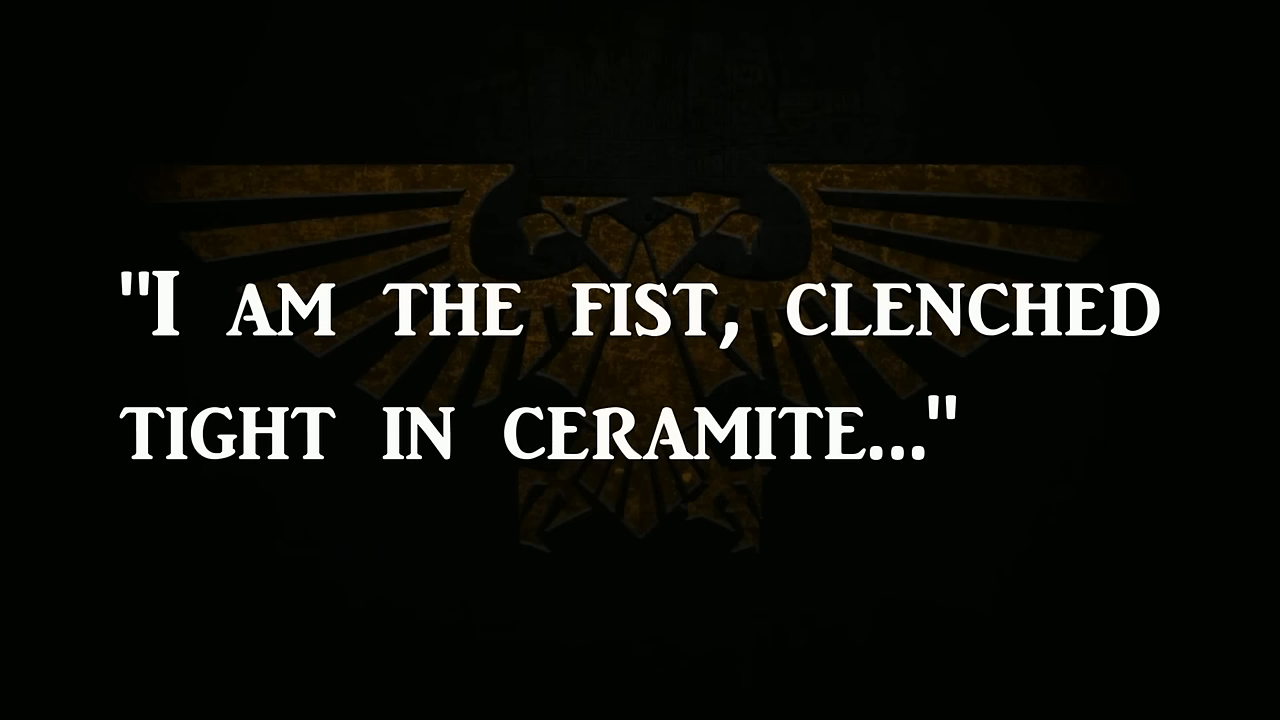 "I AM THE FIST, CLENCHED
TIGHT IN CERAMITE..."